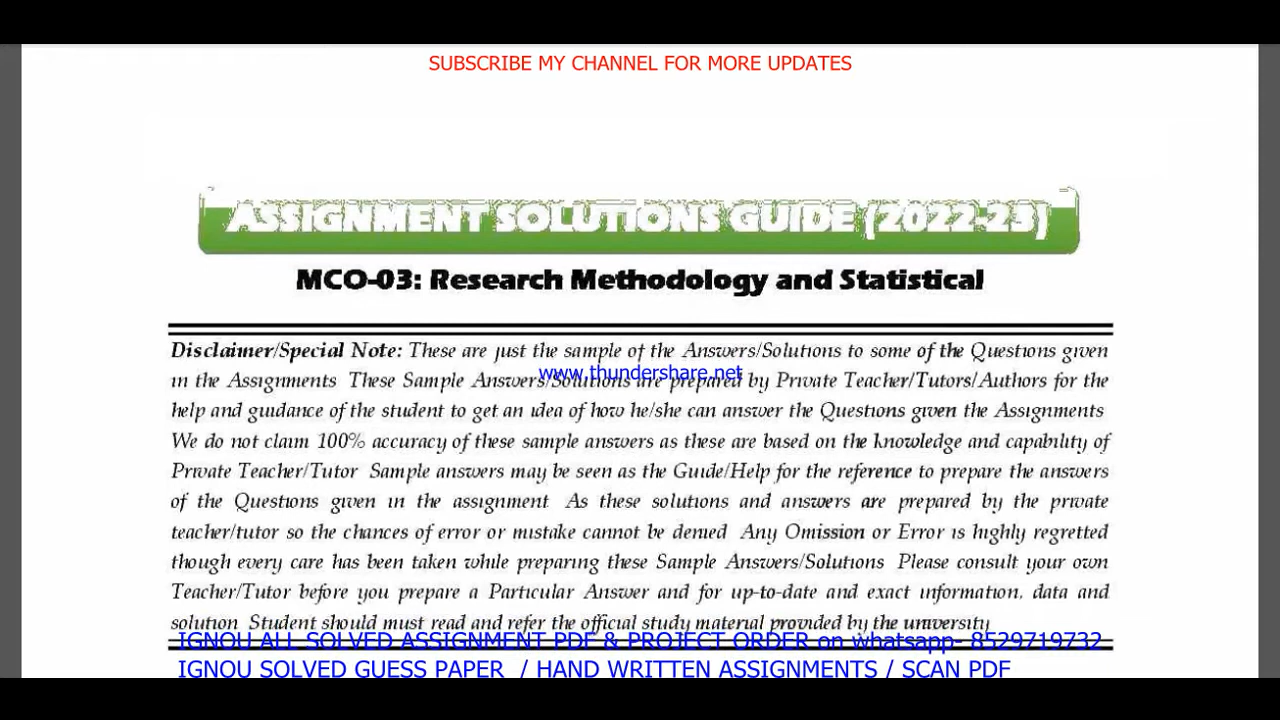 SUBSCRIBE MY CHANNEL FOR MORE UPDATES
ASSIGNMENT SOLUTIONS GUIDE (2022-23)
MCO-03: Research Methodology and Statistical
Disclaimer/Special Note: These are just the sample of the Answers/Solutions to some of the Questions given
www.thundershare.net
in the Assignments These Sample Answers/Solutions are prepared by Private Teacher/Tutors/Authors for the
help and guidance of the student to get an idea of how he/she can answer the Questions given the Assignments
We do not claim 100% accuracy of these sample answers as these are based on the knowledge and capability of
Private Teacher/Tutor Sample answers may be seen as the Guide/Help for the reference to prepare the answers
of the Questions given in the assignment As these solutions and answers are prepared by the private
teacher/tutor so the chances of error or mistake cannot be denied Any Omission or Error is highly regretted
though every care has been taken while preparing these Sample Answers/Solutions Please consult your own
Teacher/Tutor before you prepare a Particular Answer and for up-to-date and exact information, data and
solution Student should must read and refer the official study material provided by the university
IGNOU ALL SOLVED ASSIGNMENT PDF & PROJECT ORDER on whatsapp- 8529719732
IGNOU SOLVED GUESS PAPER / HAND WRITTEN ASSIGNMENTS / SCAN PDF